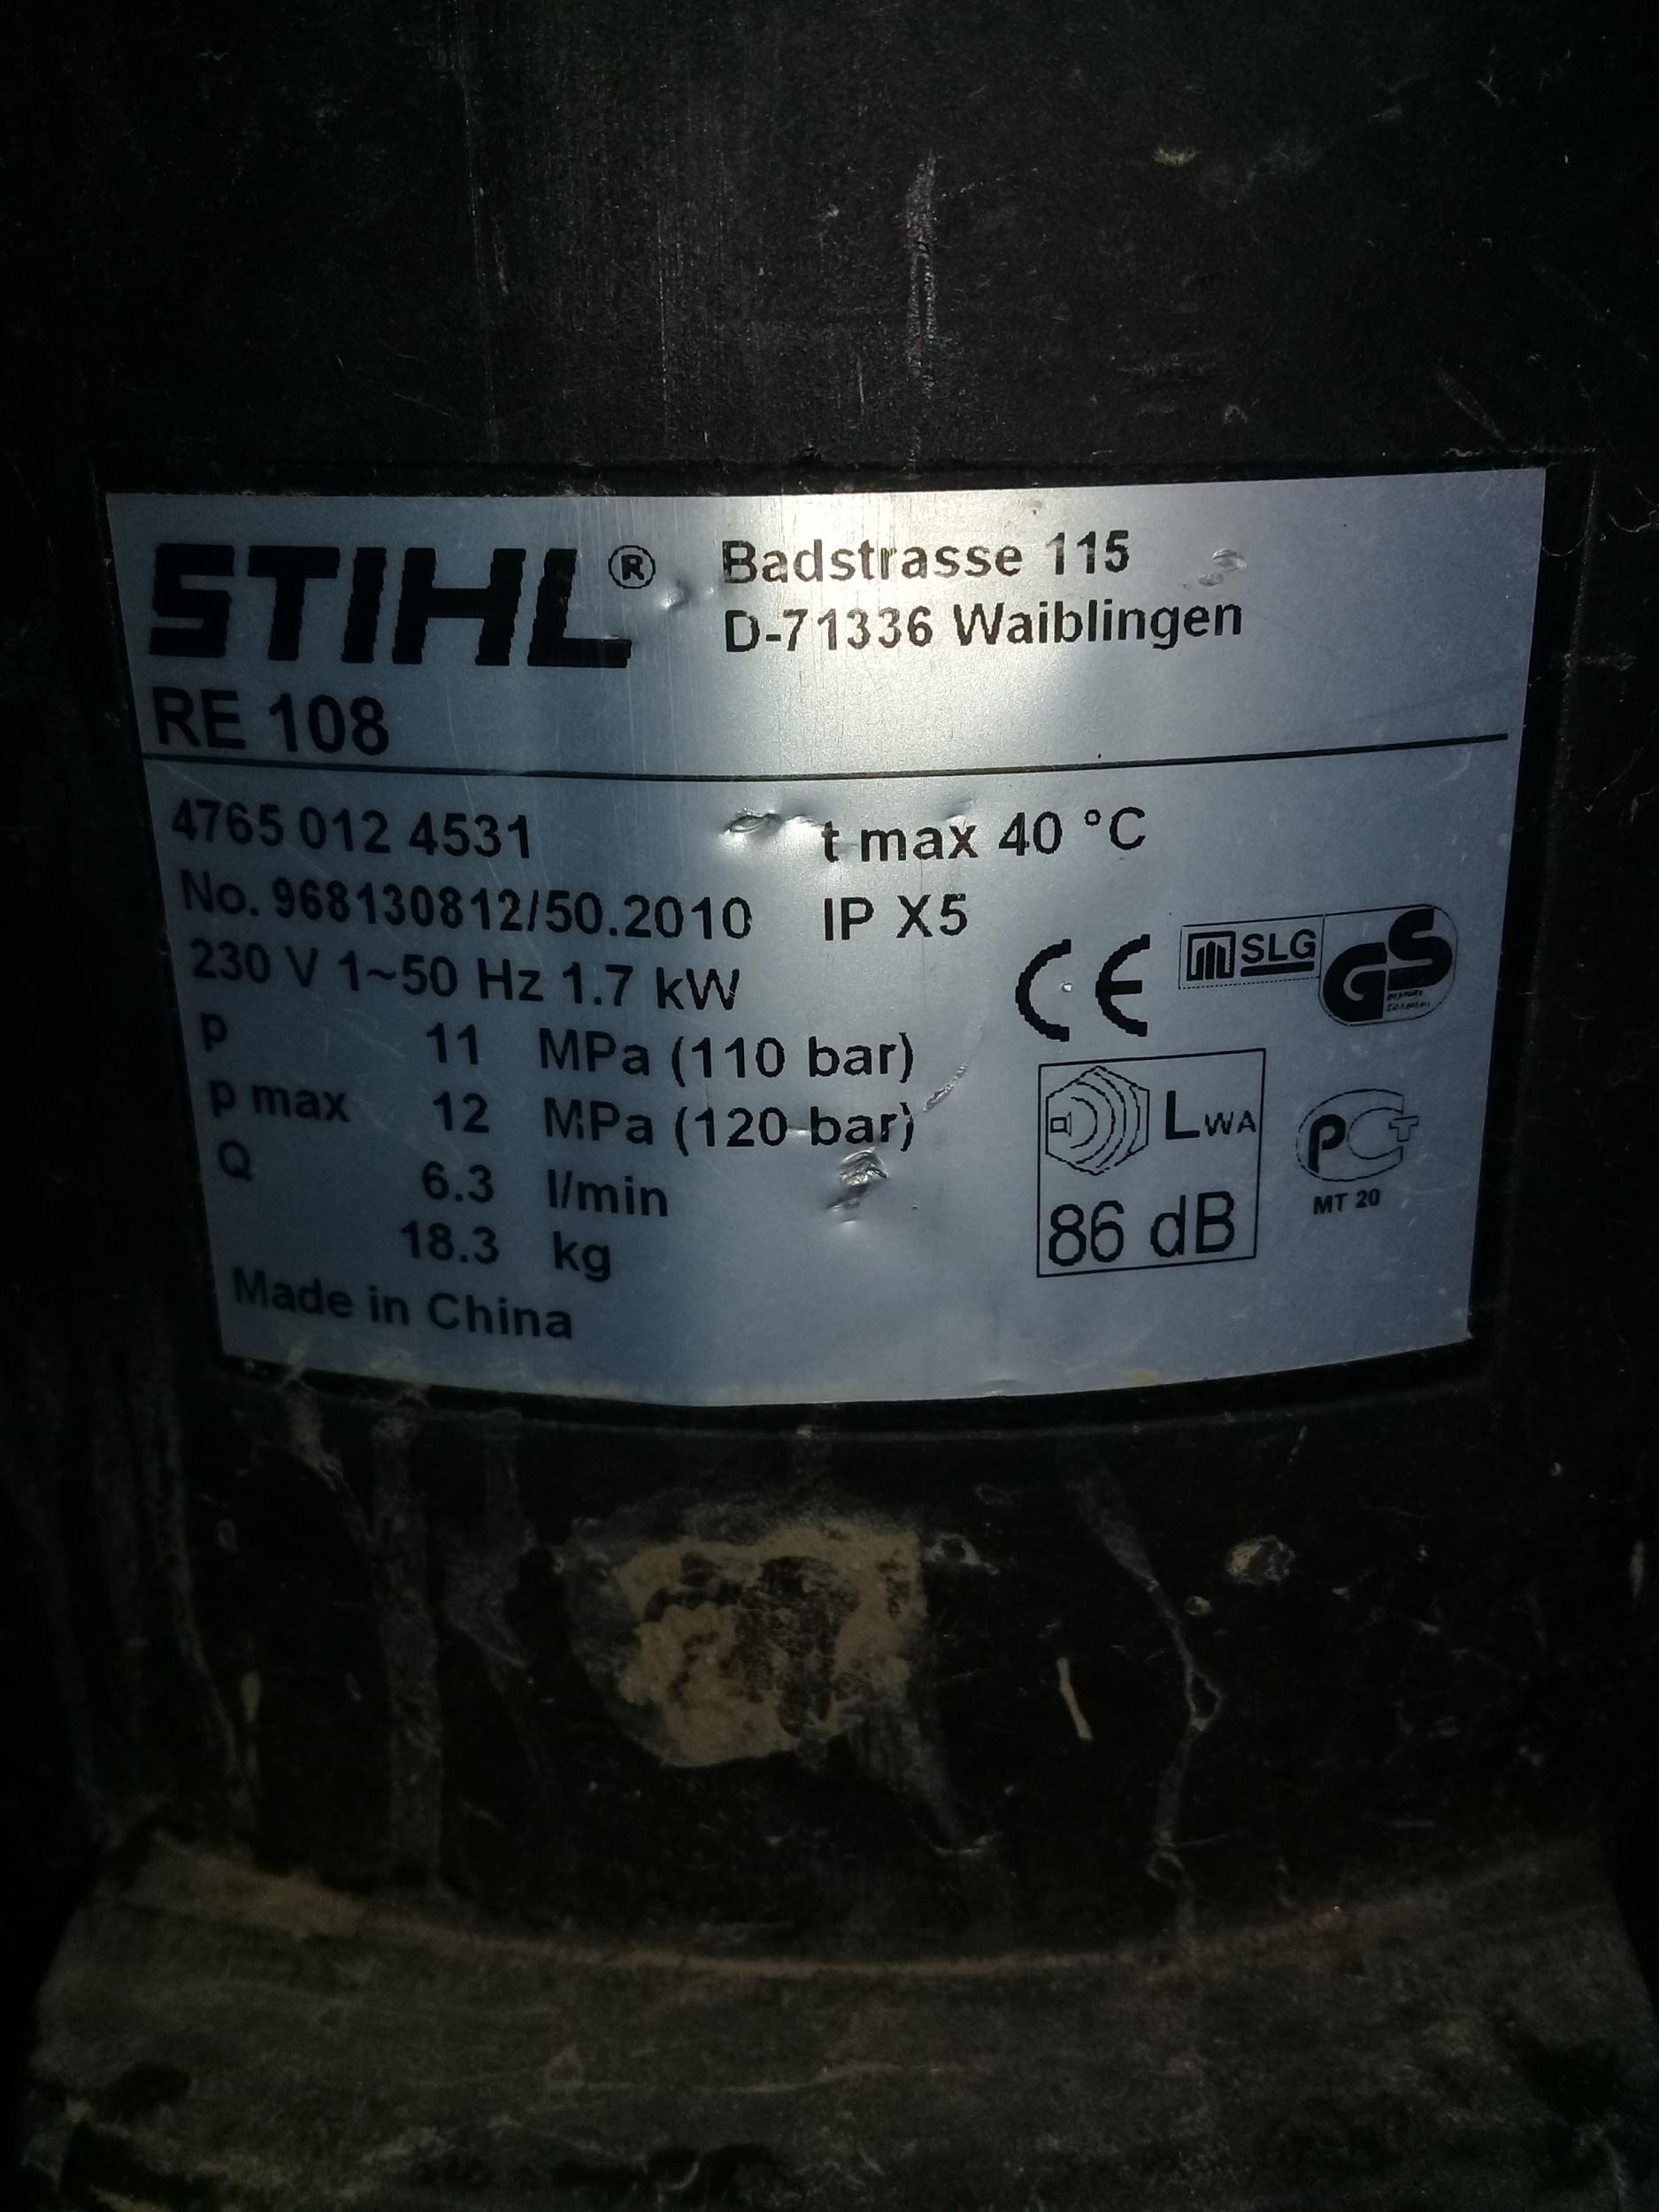 STIHL® Badstrasse 115
D-71336 Waiblingen
RE 108
4765 012 4531 t max 40 °C
No. 968130812/50.2010 IP X5
230 V 1~50 Hz 1.7 kW
CE SLG GS
p 11 MPa (110 bar)
p max 12 MPa (120 bar)
Q 6.3 l/min
18.3 kg
Made in China
LWA
86 dB
PCT
MT 20